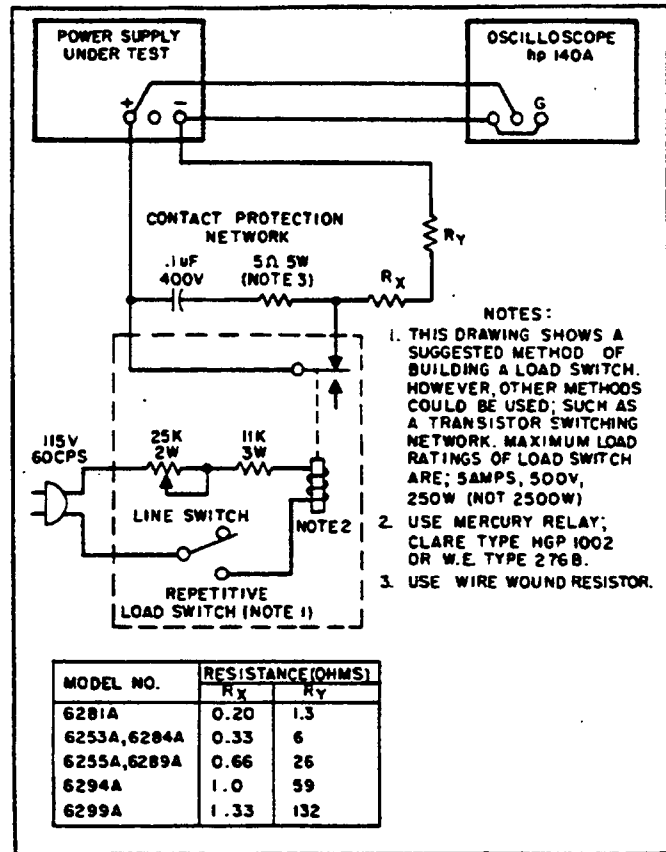 POWER SUPPLY
UNDER TEST
OSCILLOSCOPE
hp 140A
+
-
G
CONTACT PROTECTION
NETWORK
.1uF
400V
5Ω 5W
(NOTE 3)
RX
RY
115V
60CPS
25K
2W
11K
3W
LINE SWITCH
NOTE 2
REPETITIVE
LOAD SWITCH (NOTE 1)
NOTES:
1. THIS DRAWING SHOWS A
SUGGESTED METHOD OF
BUILDING A LOAD SWITCH.
HOWEVER, OTHER METHODS
COULD BE USED; SUCH AS
A TRANSISTOR SWITCHING
NETWORK. MAXIMUM LOAD
RATINGS OF LOAD SWITCH
ARE; 5AMPS, 500V,
250W (NOT 2500W)
2. USE MERCURY RELAY;
CLARE TYPE HGP 1002
OR W.E. TYPE 276B.
3. USE WIRE WOUND RESISTOR.
MODEL NO. RESISTANCE (OHMS)
RX RY
6281A 0.20 1.3
6253A, 6284A 0.33 6
6255A, 6289A 0.66 26
6294A 1.0 59
6299A 1.33 132